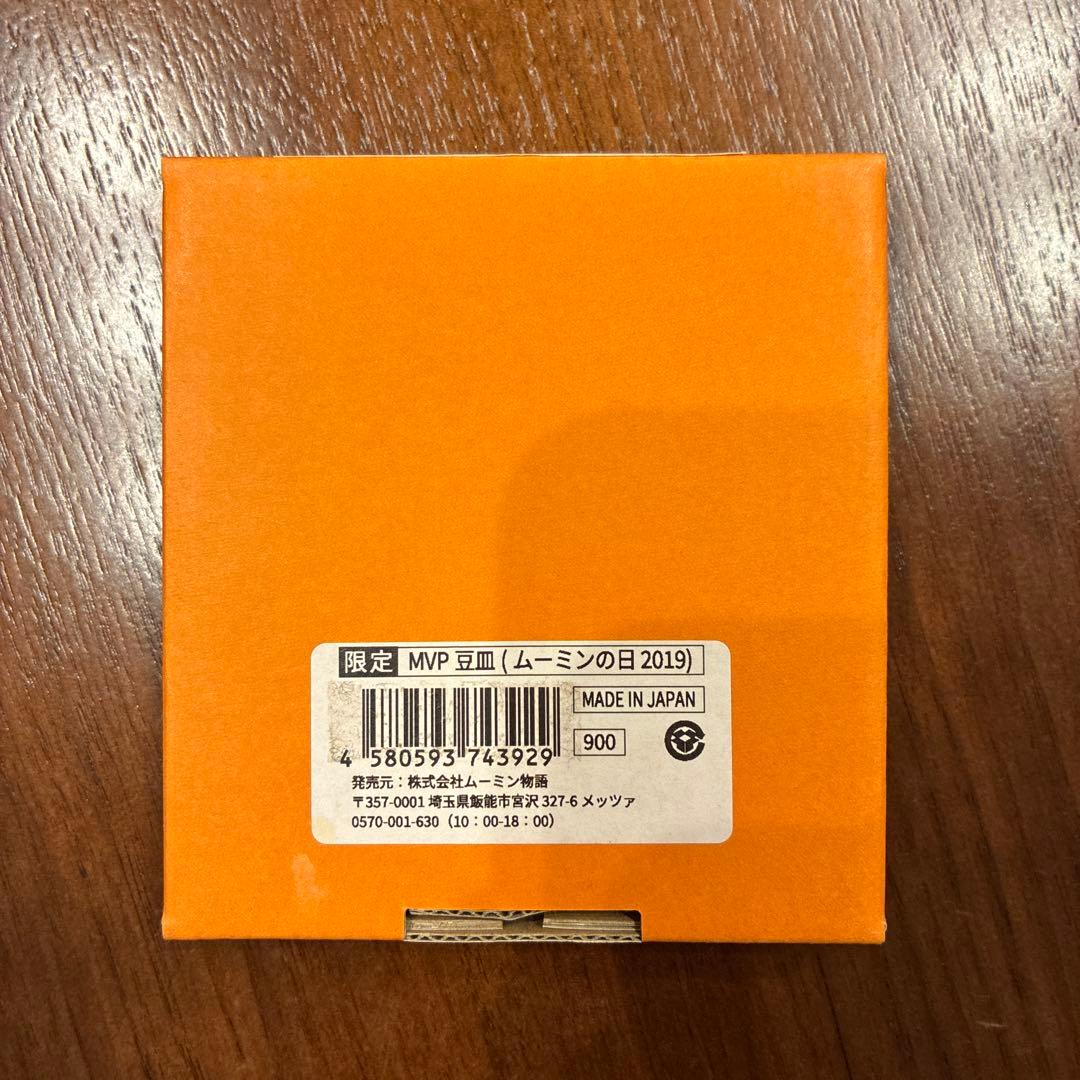 限定 MVP 豆皿 ( ムーミンの日 2019)
MADE IN JAPAN
900
4 580593 743929
発売元：株式会社ムーミン物語
〒357-0001 埼玉県飯能市宮沢 327-6 メッツァ
0570-001-630（10：00-18：00）